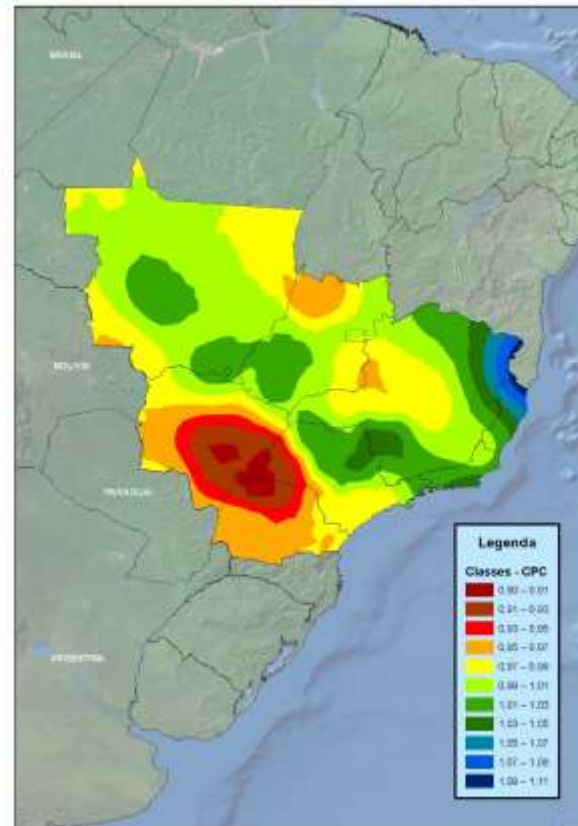 BRASIL
BOLIVIA
PARAGUAI
ARGENTINA
Legenda
Classes - CPC
0.90 – 0.91
0.91 – 0.93
0.93 – 0.95
0.95 – 0.97
0.97 – 0.99
0.99 – 1.01
1.01 – 1.03
1.03 – 1.05
1.05 – 1.07
1.07 – 1.09
1.09 – 1.11